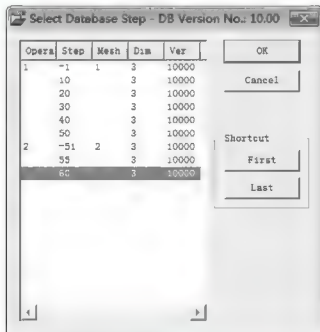 Select Database Step - DB Version No.: 10.00
Opera Step Mesh Dim Ver
1 -1 1 3 10000
10 3 10000
20 3 10000
30 3 10000
40 3 10000
50 3 10000
2 -51 2 3 10000
55 3 10000
60 3 10000
OK
Cancel
Shortcut
First
Last